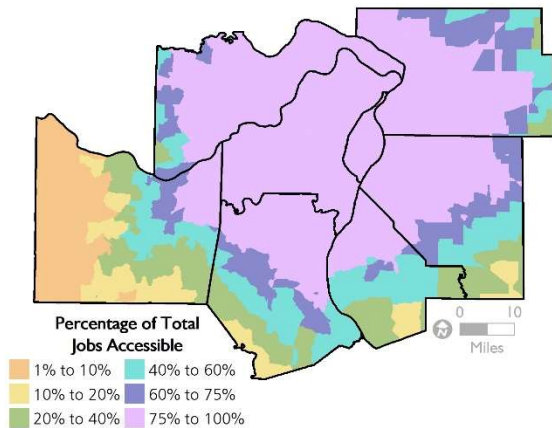 Percentage of Total
Jobs Accessible
1% to 10%
10% to 20%
20% to 40%
40% to 60%
60% to 75%
75% to 100%
N
0 10
Miles